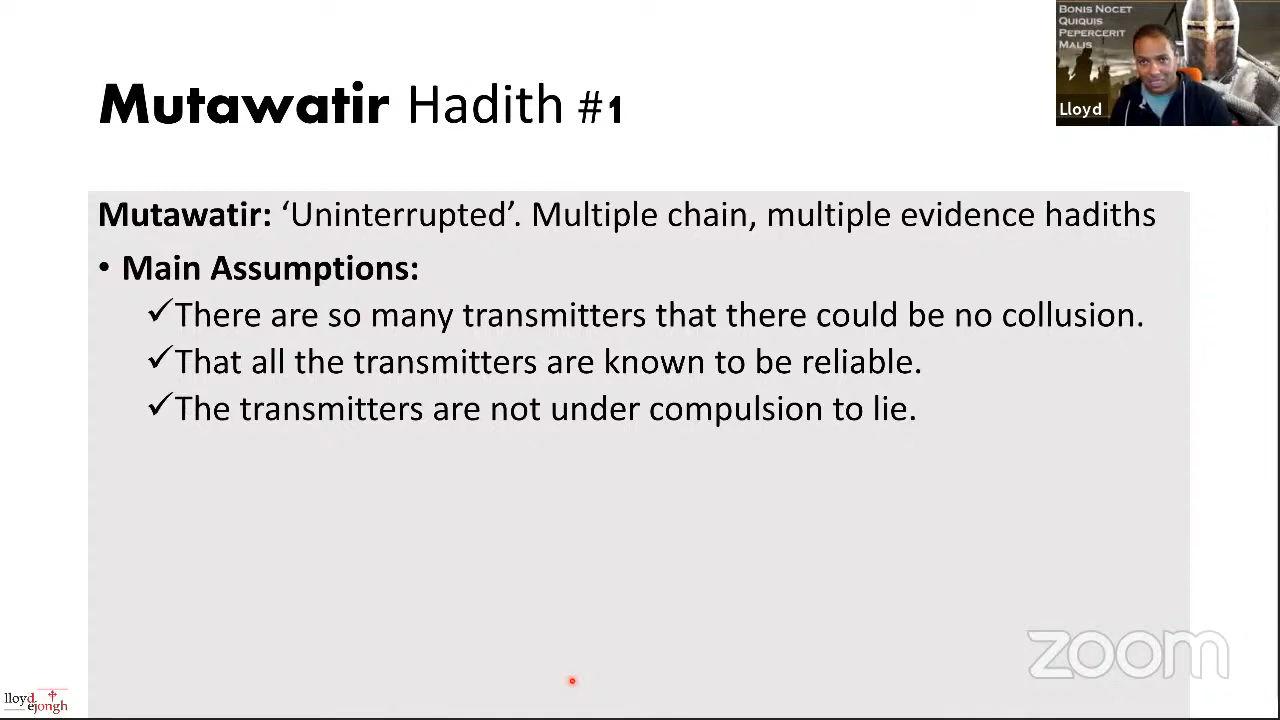 Bonis Nocet
Quiquis
Pepercerit
Malis
Lloyd
Mutawatir Hadith #1
Mutawatir: ‘Uninterrupted’. Multiple chain, multiple evidence hadiths
• Main Assumptions:
✓There are so many transmitters that there could be no collusion.
✓That all the transmitters are known to be reliable.
✓The transmitters are not under compulsion to lie.
zoom
lloyd
ejongh